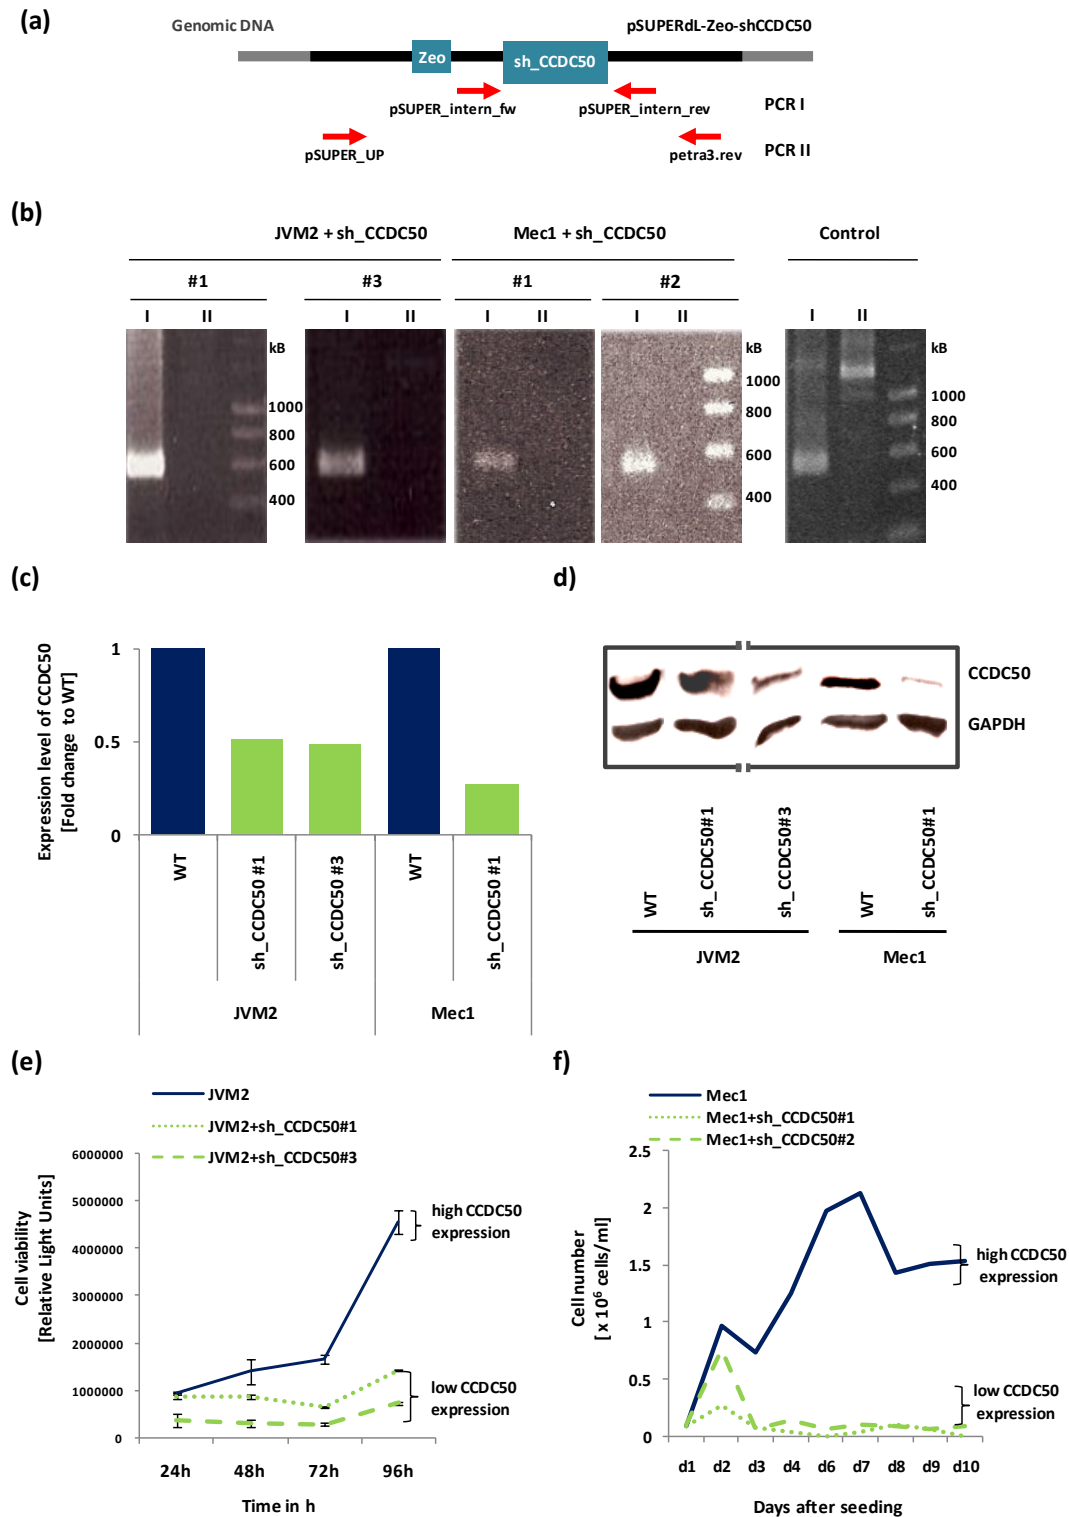 (a)
Genomic DNA
pSUPERdL-Zeo-shCCDC50
Zeo
sh_CCDC50
pSUPER_intern_fw
pSUPER_intern_rev
PCR I
pSUPER_UP
petra3.rev
PCR II
(b)
JVM2 + sh_CCDC50
Mec1 + sh_CCDC50
Control
#1
#3
#1
#2
I
II
I
II
I
II
I
II
I
II
kB
1000
800
600
400
kB
1000
800
600
400
kB
1000
800
600
400
(c)
Expression level of CCDC50
[Fold change to WT]
1
0.5
0
WT
sh_CCDC50 #1
sh_CCDC50 #3
WT
sh_CCDC50 #1
JVM2
Mec1
d)
CCDC50
GAPDH
WT
sh_CCDC50#1
sh_CCDC50#3
WT
sh_CCDC50#1
JVM2
Mec1
(e)
JVM2
JVM2+sh_CCDC50#1
JVM2+sh_CCDC50#3
Cell viability
[Relative Light Units]
6000000
5000000
4000000
3000000
2000000
1000000
0
high CCDC50
expression
low CCDC50
expression
24h
48h
72h
96h
Time in h
f)
Mec1
Mec1+sh_CCDC50#1
Mec1+sh_CCDC50#2
Cell number
[x 10⁶ cells/ml]
2.5
2
1.5
1
0.5
0
high CCDC50
expression
low CCDC50
expression
d1
d2
d3
d4
d6
d7
d8
d9
d10
Days after seeding